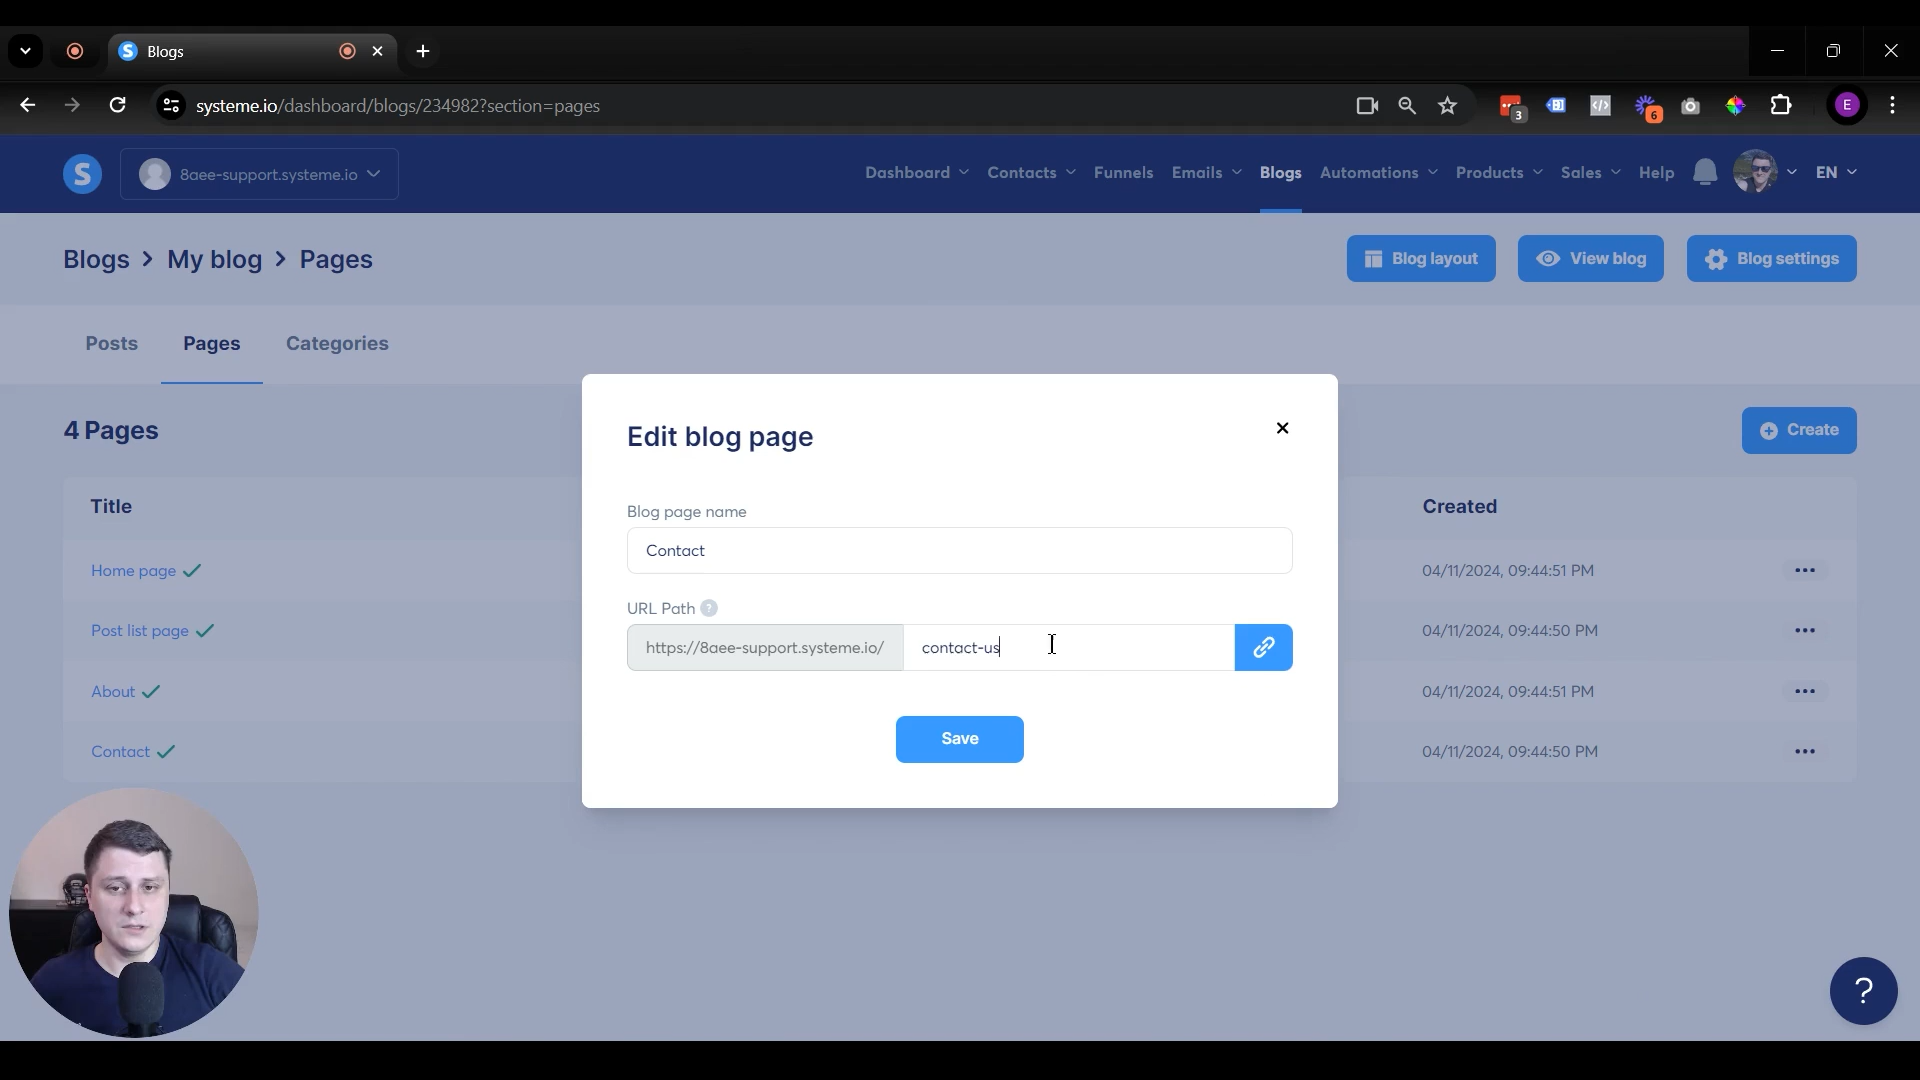 Blogs
systeme.io/dashboard/blogs/234982?section=pages
3
6
E
S
8aee-support.systeme.io
Dashboard
Contacts
Funnels
Emails
Blogs
Automations
Products
Sales
Help
EN
Blogs > My blog > Pages
Blog layout
View blog
Blog settings
Posts
Pages
Categories
4 Pages
Create
Title
Created
Home page
04/11/2024, 09:44:51 PM
Post list page
04/11/2024, 09:44:50 PM
About
04/11/2024, 09:44:51 PM
Contact
04/11/2024, 09:44:50 PM
Edit blog page
Blog page name
Contact
URL Path ?
https://8aee-support.systeme.io/
contact-us
Save
?